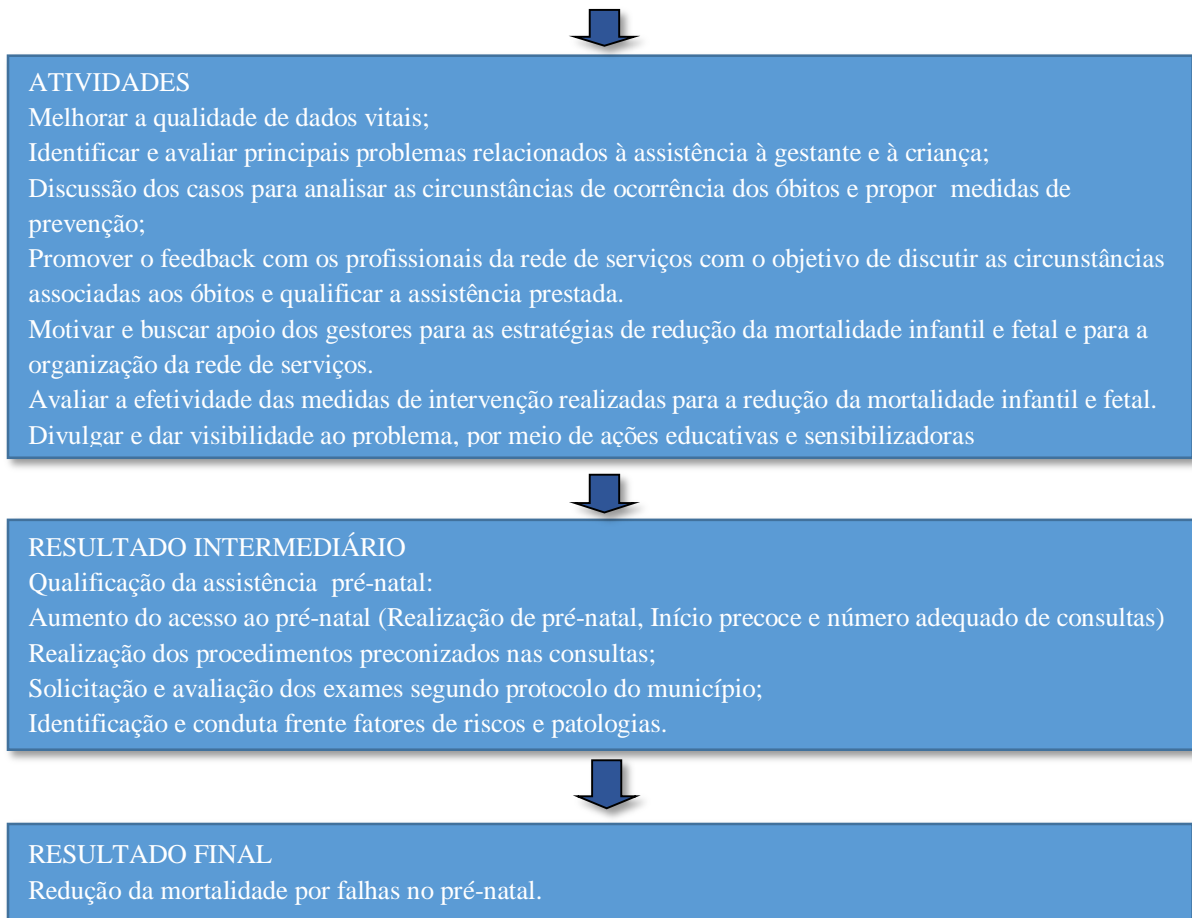 ATIVIDADES
Melhorar a qualidade de dados vitais;
Identificar e avaliar principais problemas relacionados à assistência à gestante e à criança;
Discussão dos casos para analisar as circunstâncias de ocorrência dos óbitos e propor  medidas de
prevenção;
Promover o feedback com os profissionais da rede de serviços com o objetivo de discutir as circunstâncias
associadas aos óbitos e qualificar a assistência prestada.
Motivar e buscar apoio dos gestores para as estratégias de redução da mortalidade infantil e fetal e para a
organização da rede de serviços.
Avaliar a efetividade das medidas de intervenção realizadas para a redução da mortalidade infantil e fetal.
Divulgar e dar visibilidade ao problema, por meio de ações educativas e sensibilizadoras
RESULTADO INTERMEDIÁRIO
Qualificação da assistência  pré-natal:
Aumento do acesso ao pré-natal (Realização de pré-natal, Início precoce e número adequado de consultas)
Realização dos procedimentos preconizados nas consultas;
Solicitação e avaliação dos exames segundo protocolo do município;
Identificação e conduta frente fatores de riscos e patologias.
RESULTADO FINAL
Redução da mortalidade por falhas no pré-natal.